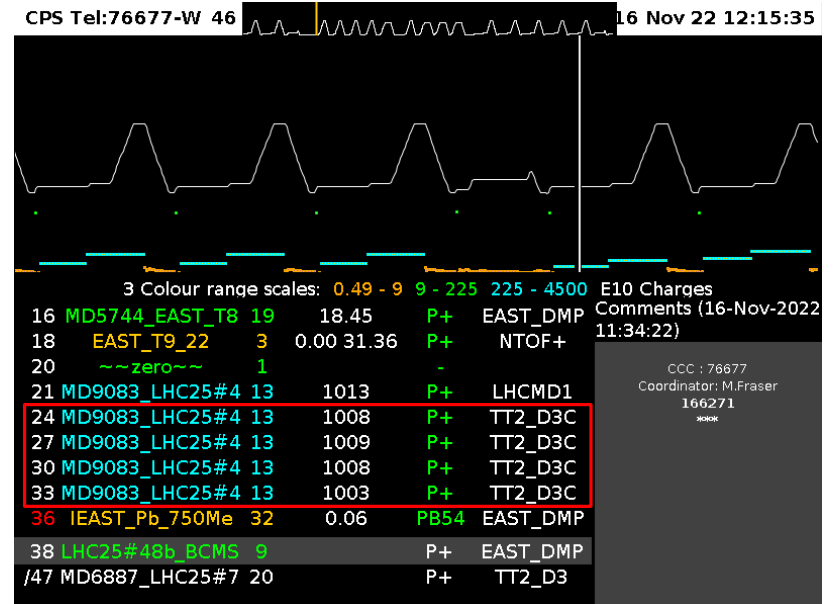 CPS Tel:76677-W 46 16 Nov 22 12:15:35
3 Colour range scales: 0.49 - 9 9 - 225 225 - 4500 E10 Charges
16 MD5744_EAST_T8 19 18.45 P+ EAST_DMP
18 EAST_T9_22 3 0.00 31.36 P+ NTOF+
20 ~~zero~~ 1 -
21 MD9083_LHC25#4 13 1013 P+ LHCMD1
24 MD9083_LHC25#4 13 1008 P+ TT2_D3C
27 MD9083_LHC25#4 13 1009 P+ TT2_D3C
30 MD9083_LHC25#4 13 1008 P+ TT2_D3C
33 MD9083_LHC25#4 13 1003 P+ TT2_D3C
36 IEAST_Pb_750Me 32 0.06 PB54 EAST_DMP
38 LHC25#48b_BCMS 9 P+ EAST_DMP
/47 MD6887_LHC25#7 20 P+ TT2_D3
Comments (16-Nov-2022
11:34:22)
CCC : 76677
Coordinator: M.Fraser
166271
***